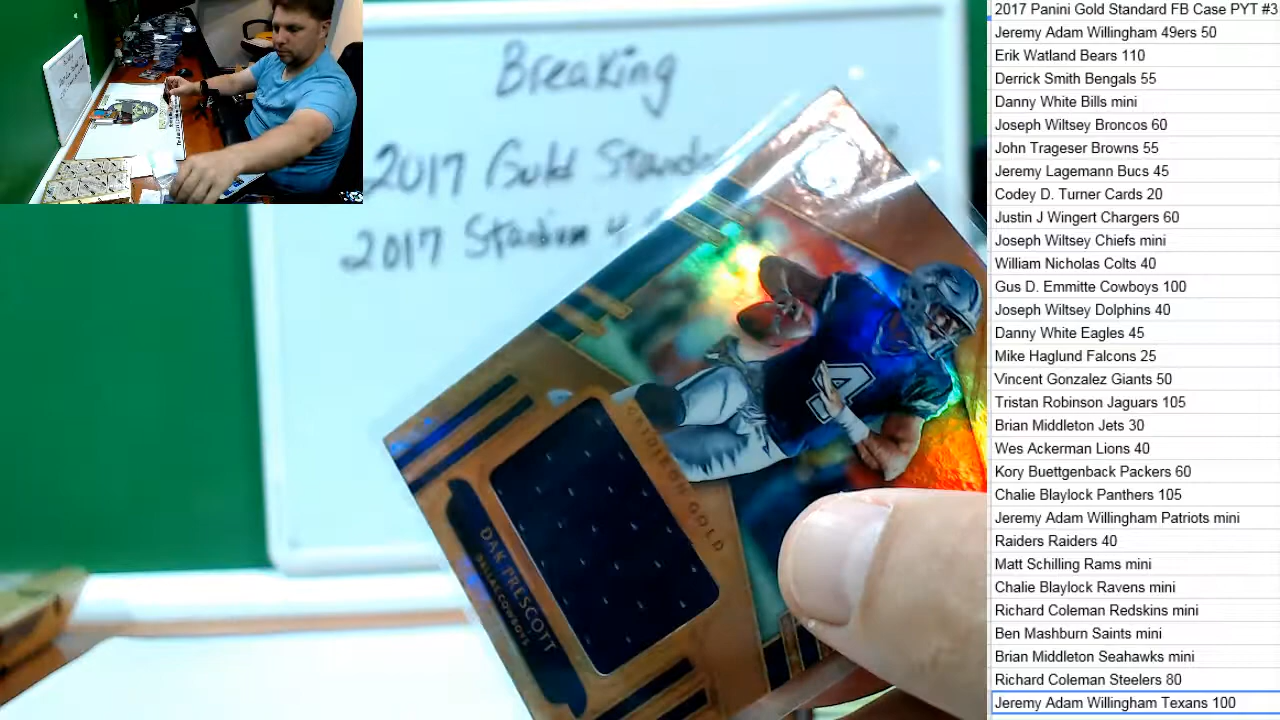 Breaking
2017 Gold Standa
2017 Stadium
GRIDIRON GOLD
4
DAK PRESCOTT
DALLAS COWBOYS
2017 Panini Gold Standard FB Case PYT #3
Jeremy Adam Willingham 49ers 50
Erik Watland Bears 110
Derrick Smith Bengals 55
Danny White Bills mini
Joseph Wiltsey Broncos 60
John Trageser Browns 55
Jeremy Lagemann Bucs 45
Codey D. Turner Cards 20
Justin J Wingert Chargers 60
Joseph Wiltsey Chiefs mini
William Nicholas Colts 40
Gus D. Emmitte Cowboys 100
Joseph Wiltsey Dolphins 40
Danny White Eagles 45
Mike Haglund Falcons 25
Vincent Gonzalez Giants 50
Tristan Robinson Jaguars 105
Brian Middleton Jets 30
Wes Ackerman Lions 40
Kory Buettgenback Packers 60
Chalie Blaylock Panthers 105
Jeremy Adam Willingham Patriots mini
Raiders Raiders 40
Matt Schilling Rams mini
Chalie Blaylock Ravens mini
Richard Coleman Redskins mini
Ben Mashburn Saints mini
Brian Middleton Seahawks mini
Richard Coleman Steelers 80
Jeremy Adam Willingham Texans 100